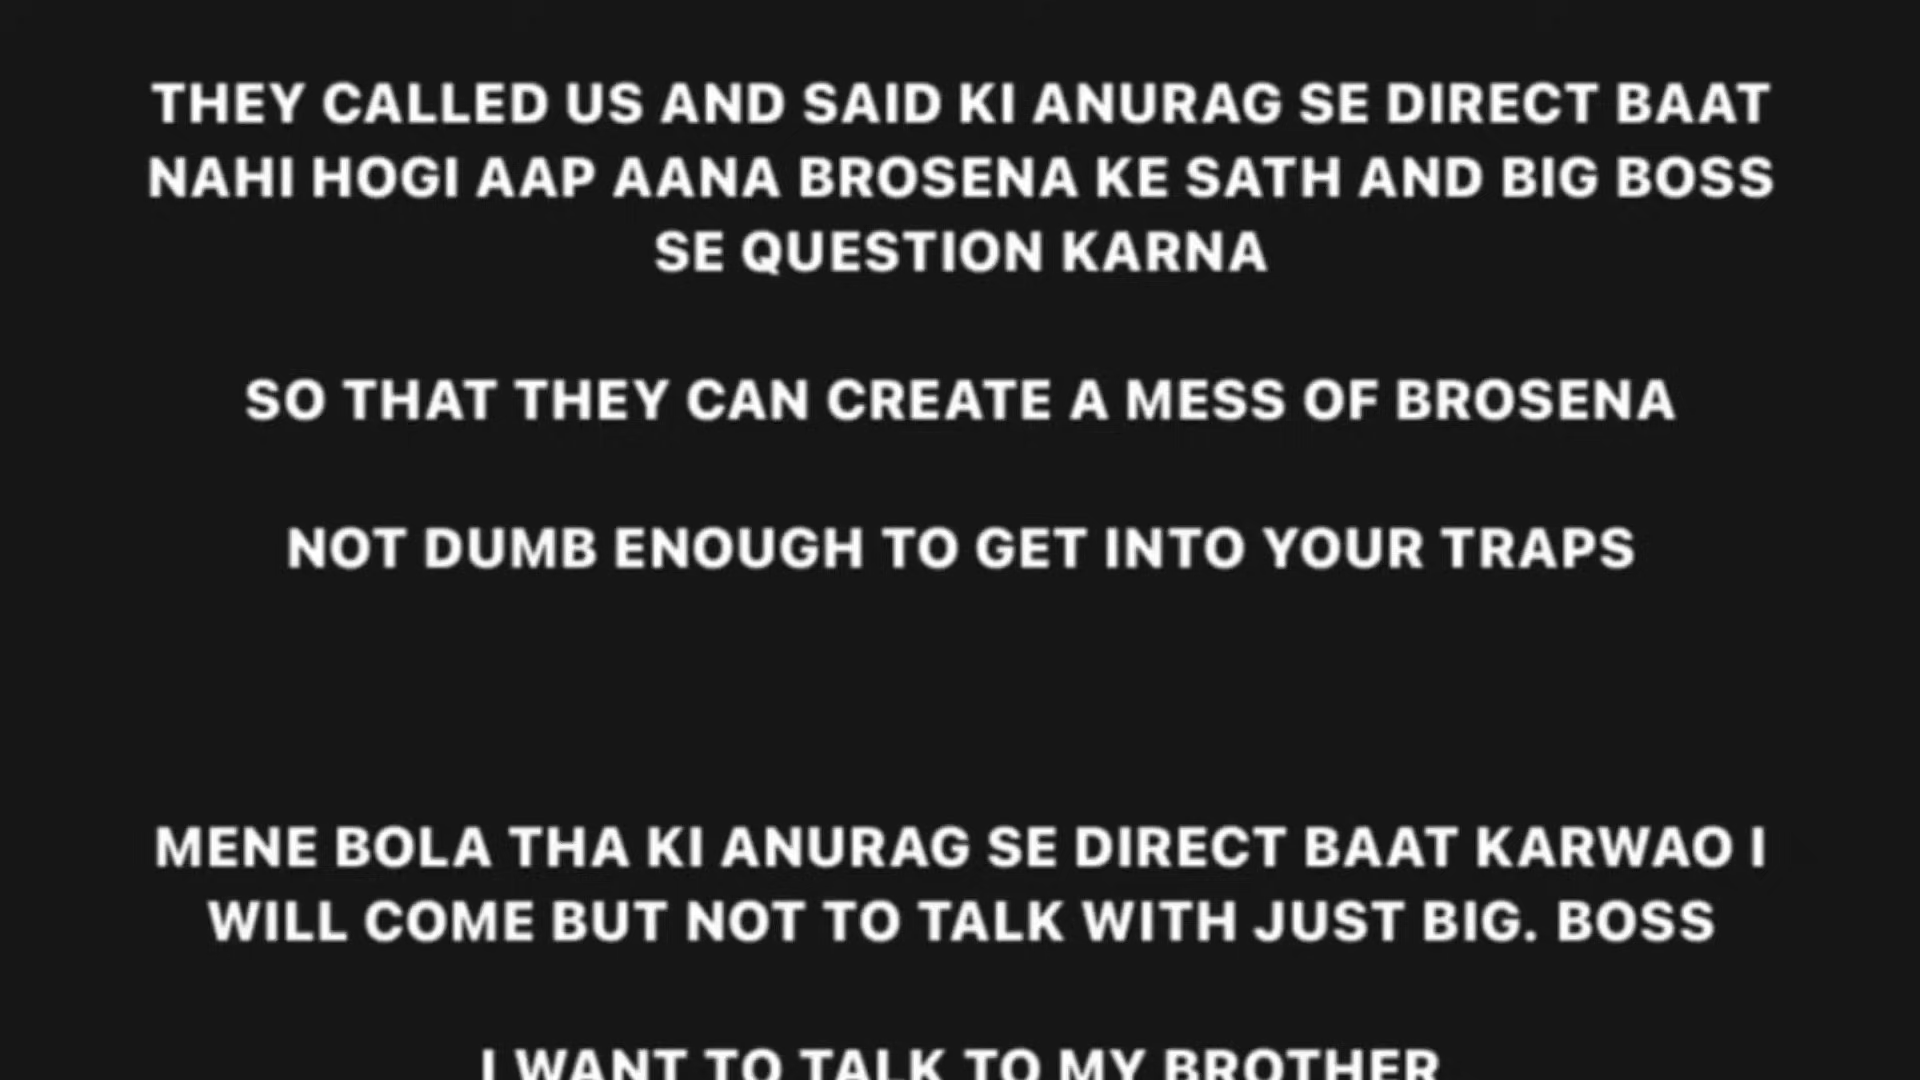 THEY CALLED US AND SAID KI ANURAG SE DIRECT BAAT
NAHI HOGI AAP AANA BROSENA KE SATH AND BIG BOSS
SE QUESTION KARNA
SO THAT THEY CAN CREATE A MESS OF BROSENA
NOT DUMB ENOUGH TO GET INTO YOUR TRAPS
MENE BOLA THA KI ANURAG SE DIRECT BAAT KARWAO I
WILL COME BUT NOT TO TALK WITH JUST BIG. BOSS
I WANT TO TALK TO MY BROTHER